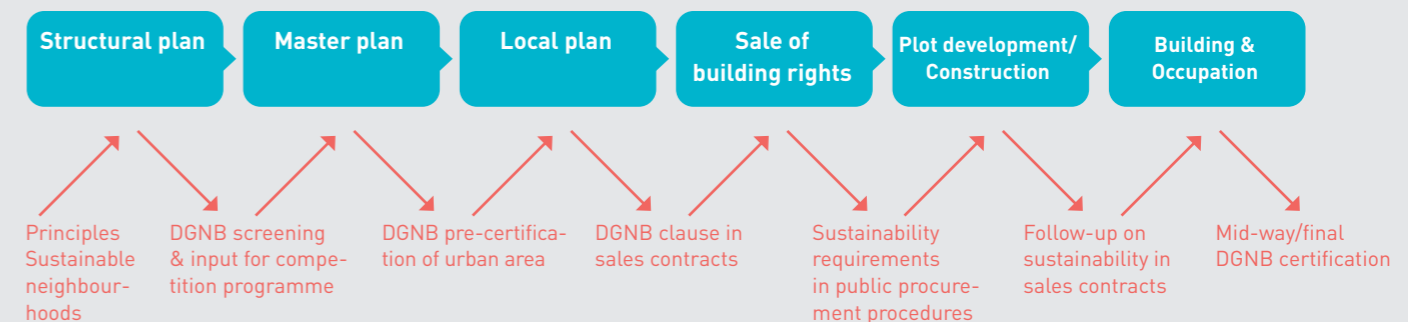 Structural plan
Master plan
Local plan
Sale of
building rights
Plot development/
Construction
Building &
Occupation
Principles
Sustainable
neighbour-
hoods
DGNB screening
& input for compe-
tition programme
DGNB pre-certifica-
tion of urban area
DGNB clause in
sales contracts
Sustainability
requirements
in public procure-
ment procedures
Follow-up on
sustainability in
sales contracts
Mid-way/final
DGNB certification